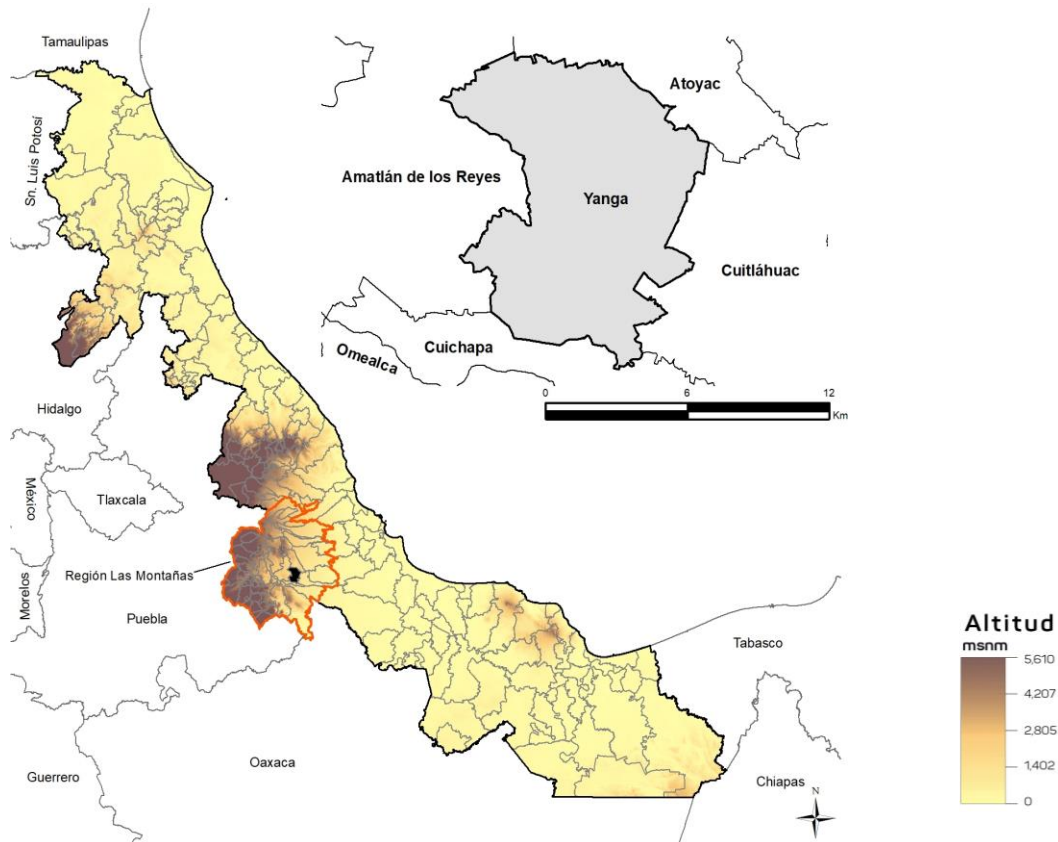 Tamaulipas
Sn. Luis Potosí
Atoyac
Amatlán de los Reyes
Yanga
Cuitláhuac
Cuichapa
Omealca
0
6
12
Km
Hidalgo
México
Tlaxcala
Región Las Montañas
Morelos
Puebla
Tabasco
Altitud
msnm
5,610
4,207
2,805
1402
0
Guerrero
Oaxaca
Chiapas
N